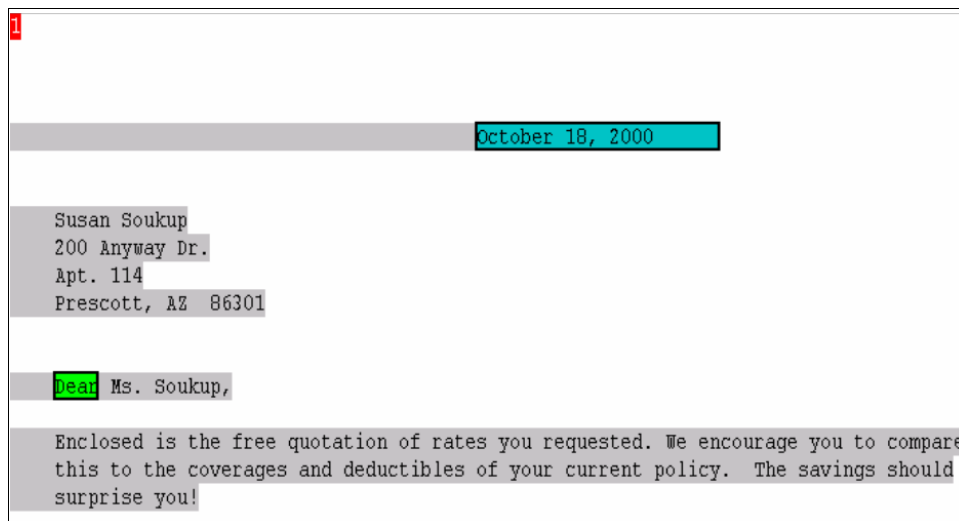 1
October 18, 2000
Susan Soukup
200 Anyway Dr.
Apt. 114
Prescott, AZ  86301
Dear Ms. Soukup,
Enclosed is the free quotation of rates you requested. We encourage you to compare
this to the coverages and deductibles of your current policy.  The savings should
surprise you!